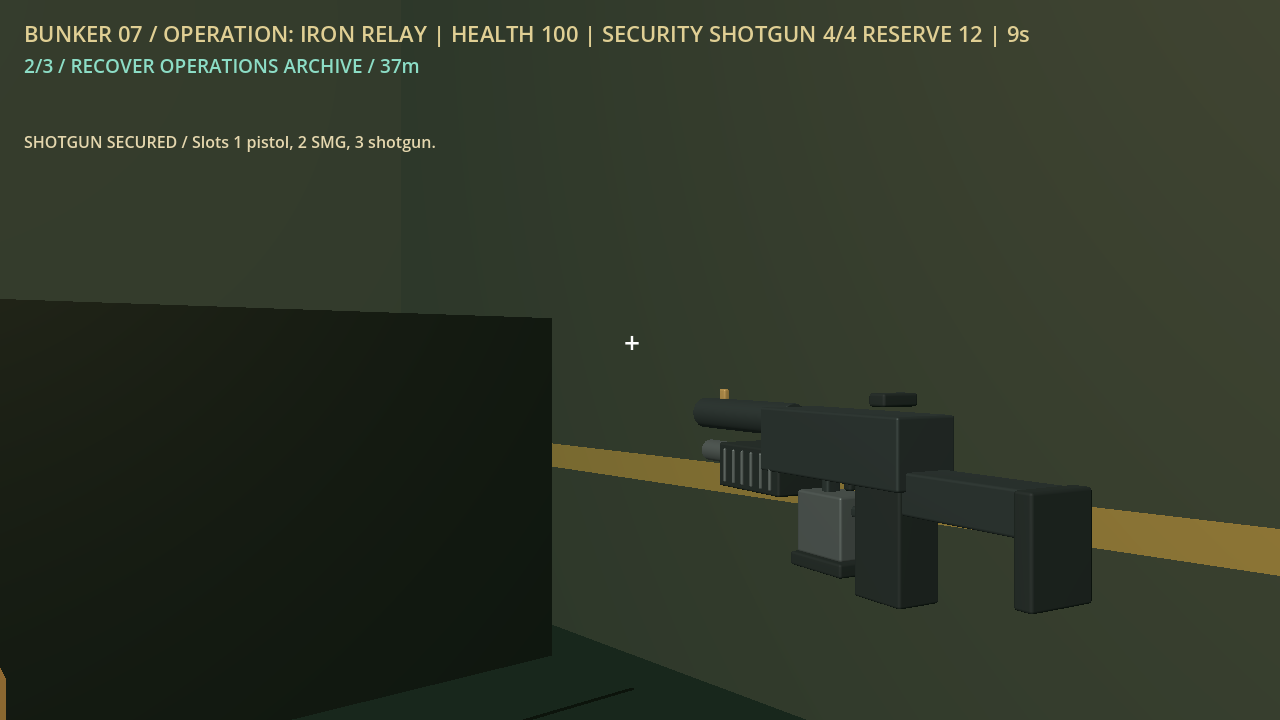 BUNKER 07 / OPERATION: IRON RELAY | HEALTH 100 | SECURITY SHOTGUN 4/4 RESERVE 12 | 9s
2/3 / RECOVER OPERATIONS ARCHIVE / 37m
SHOTGUN SECURED / Slots 1 pistol, 2 SMG, 3 shotgun.